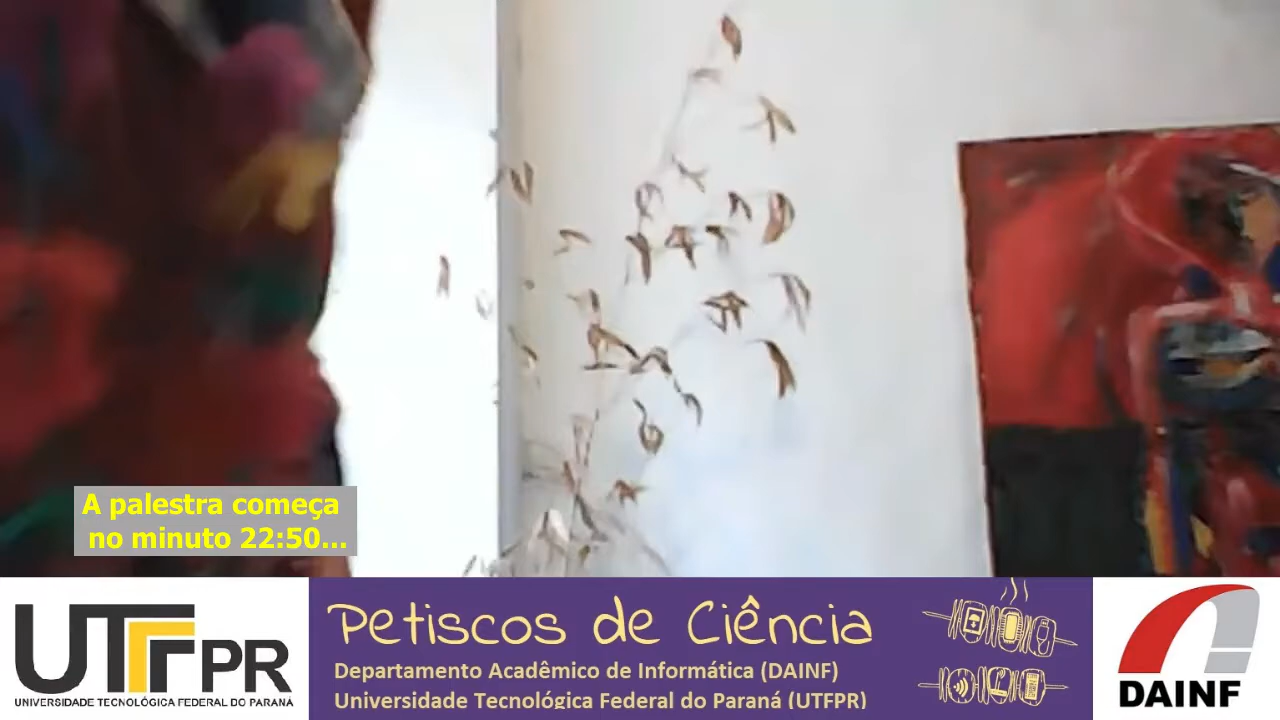 A palestra começa
no minuto 22:50...
UTFPR
UNIVERSIDADE TECNOLÓGICA FEDERAL DO PARANÁ
Petiscos de Ciência
Departamento Acadêmico de Informática (DAINF)
Universidade Tecnológica Federal do Paraná (UTFPR)
DAINF